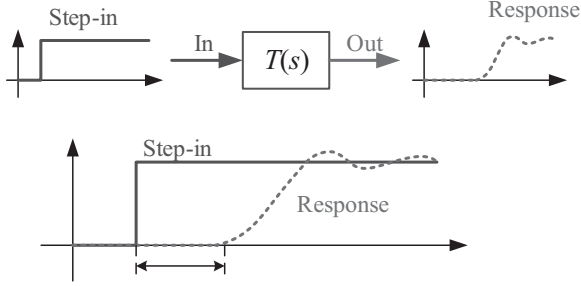 Step-in
In
T(s)
Out
Response
Step-in
Response